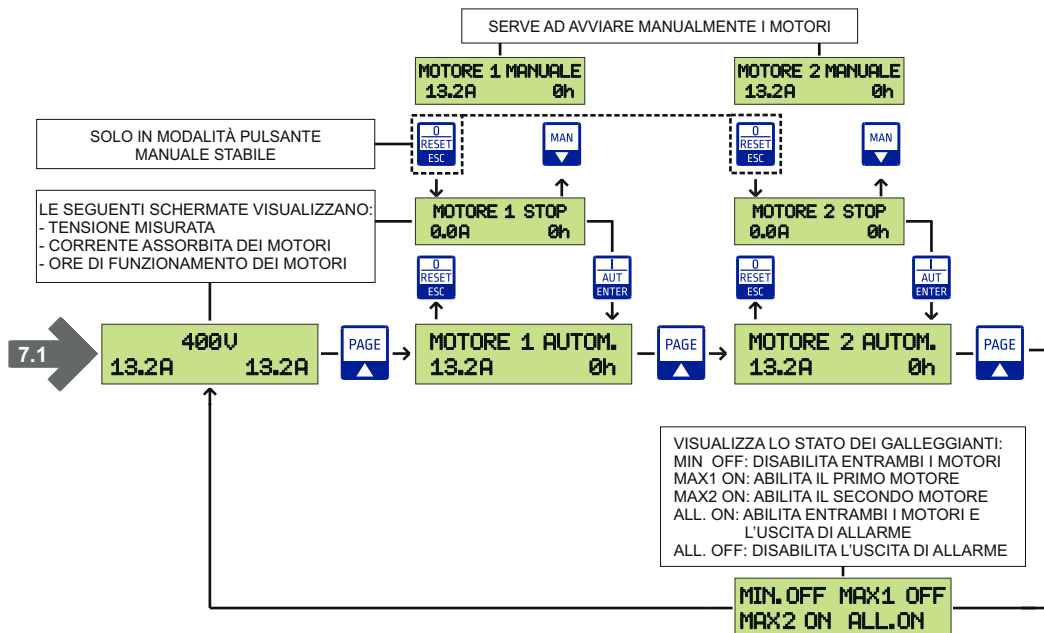 SERVE AD AVVIARE MANUALMENTE I MOTORI
MOTORE 1 MANUALE
13.2A 0h
MOTORE 2 MANUALE
13.2A 0h
SOLO IN MODALITÀ PULSANTE
MANUALE STABILE
0
RESET
ESC
MAN
0
RESET
ESC
MAN
LE SEGUENTI SCHERMATE VISUALIZZANO:
- TENSIONE MISURATA
- CORRENTE ASSORBITA DEI MOTORI
- ORE DI FUNZIONAMENTO DEI MOTORI
MOTORE 1 STOP
0.0A 0h
MOTORE 2 STOP
0.0A 0h
0
RESET
ESC
I
AUT
ENTER
0
RESET
ESC
I
AUT
ENTER
7.1
400V
13.2A 13.2A
PAGE
MOTORE 1 AUTOM.
13.2A 0h
PAGE
MOTORE 2 AUTOM.
13.2A 0h
PAGE
VISUALIZZA LO STATO DEI GALLEGGIANTI:
MIN OFF: DISABILITA ENTRAMBI I MOTORI
MAX1 ON: ABILITA IL PRIMO MOTORE
MAX2 ON: ABILITA IL SECONDO MOTORE
ALL. ON: ABILITA ENTRAMBI I MOTORI E
L'USCITA DI ALLARME
ALL. OFF: DISABILITA L'USCITA DI ALLARME
MIN.OFF MAX1 OFF
MAX2 ON ALL.ON